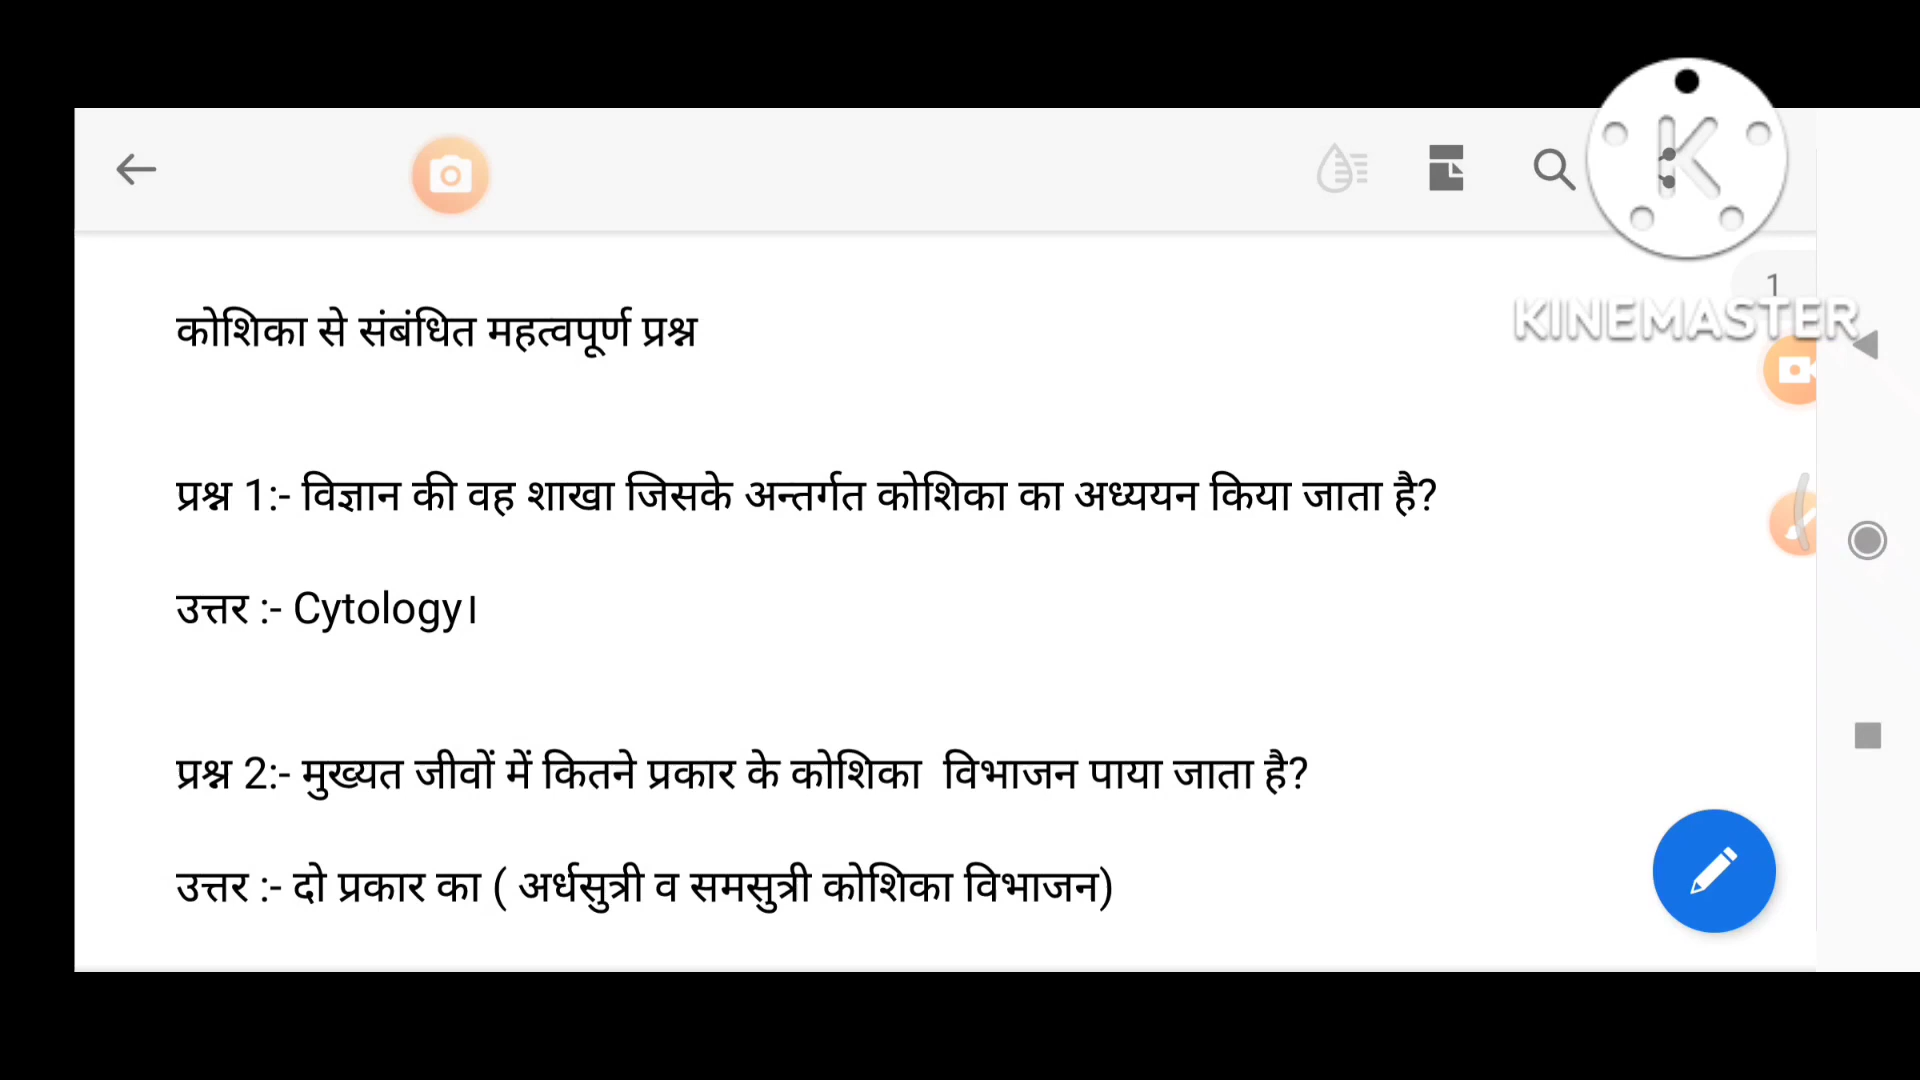 कोशिका से संबंधित महत्वपूर्ण प्रश्न
1
KINEMASTER
प्रश्न 1:- विज्ञान की वह शाखा जिसके अन्तर्गत कोशिका का अध्ययन किया जाता है?
उत्तर :- Cytology।
प्रश्न 2:- मुख्यत जीवों में कितने प्रकार के कोशिका  विभाजन पाया जाता है?
उत्तर :- दो प्रकार का ( अर्धसुत्री व समसुत्री कोशिका विभाजन)